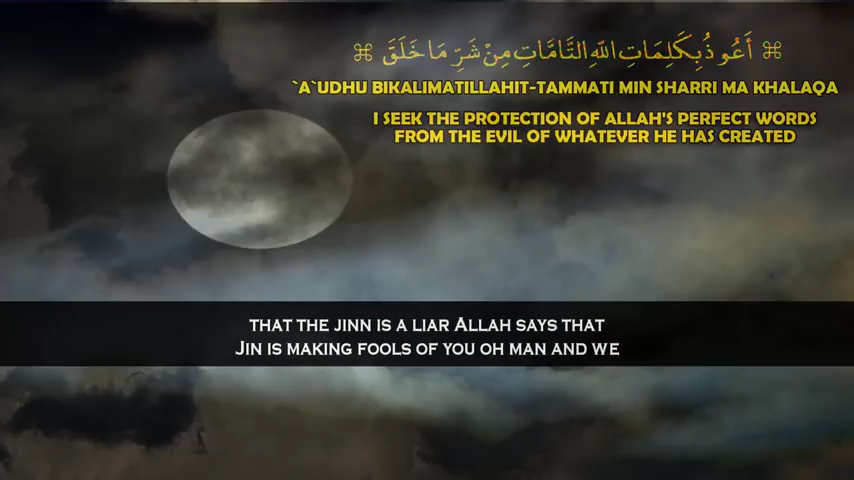 ⌘ أَعُوذُ بِكَلِمَاتِ اللَّهِ التَّامَّاتِ مِنْ شَرِّ مَا خَلَقَ ⌘
`A`UDHU BIKALIMATILLAHIT-TAMMATI MIN SHARRI MA KHALAQA
I SEEK THE PROTECTION OF ALLAH'S PERFECT WORDS
FROM THE EVIL OF WHATEVER HE HAS CREATED
THAT THE JINN IS A LIAR ALLAH SAYS THAT
JIN IS MAKING FOOLS OF YOU OH MAN AND WE